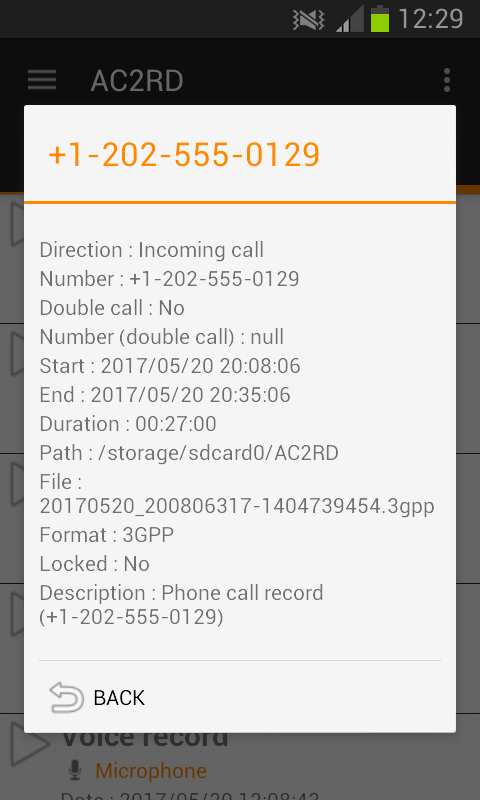 12:29
AC2RD
+1-202-555-0129
Direction : Incoming call
Number : +1-202-555-0129
Double call : No
Number (double call) : null
Start : 2017/05/20 20:08:06
End : 2017/05/20 20:35:06
Duration : 00:27:00
Path : /storage/sdcard0/AC2RD
File :
20170520_200806317-1404739454.3gpp
Format : 3GPP
Locked : No
Description : Phone call record
(+1-202-555-0129)
BACK
Voice record
Microphone
Date : 2017/05/20 12:08:43